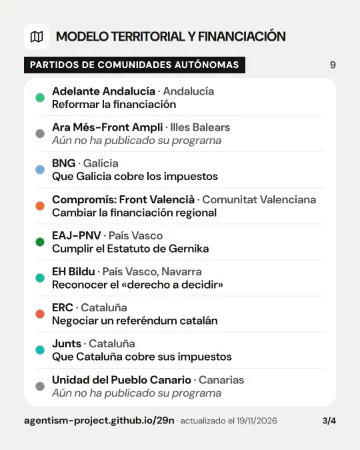 MODELO TERRITORIAL Y FINANCIACIÓN
PARTIDOS DE COMUNIDADES AUTÓNOMAS 9
Adelante Andalucía · Andalucía
Reformar la financiación
Ara Més-Front Ampli · Illes Balears
Aún no ha publicado su programa
BNG · Galicia
Que Galicia cobre los impuestos
Compromís: Front Valencià · Comunitat Valenciana
Cambiar la financiación regional
EAJ-PNV · País Vasco
Cumplir el Estatuto de Gernika
EH Bildu · País Vasco, Navarra
Reconocer el «derecho a decidir»
ERC · Cataluña
Negociar un referéndum catalán
Junts · Cataluña
Que Cataluña cobre sus impuestos
Unidad del Pueblo Canario · Canarias
Aún no ha publicado su programa
agentism-project.github.io/29n · actualizado el 19/11/2026 3/4